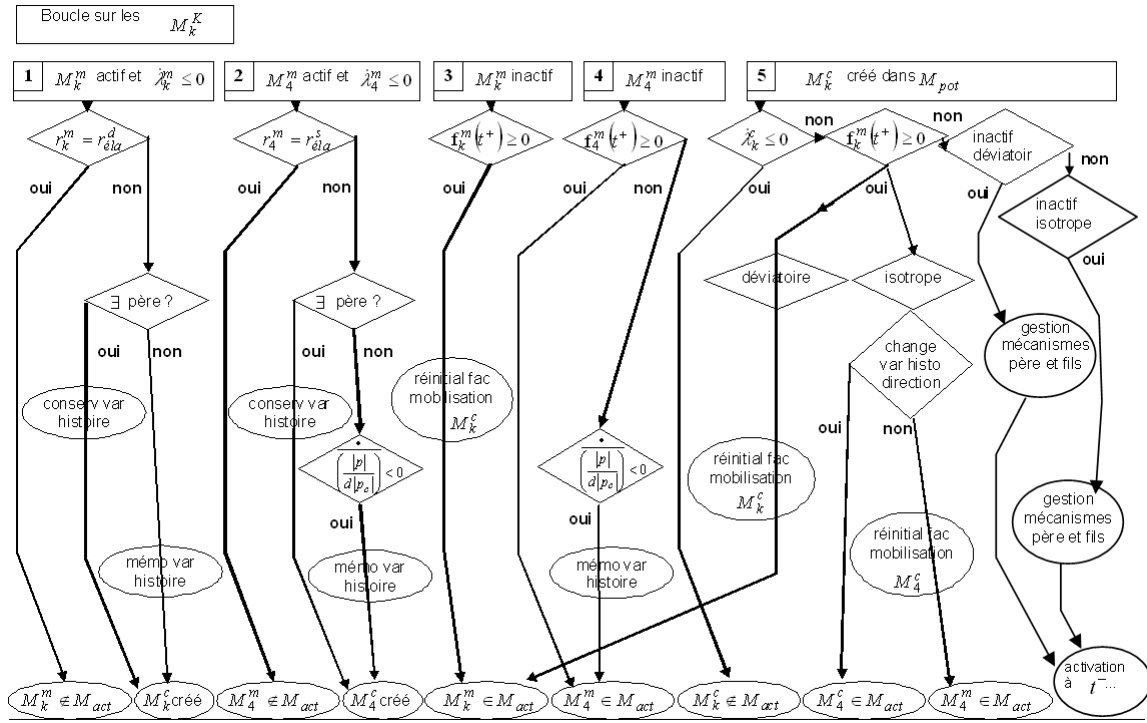 Boucle sur les M_k^K
1 M_k^m actif et λ̇_k^m ≤ 0
2 M_4^m actif et λ̇_4^m ≤ 0
3 M_k^m inactif
4 M_4^m inactif
5 M_k^c créé dans M_pot
r_k^m = r_éla^d
r_4^m = r_éla^s
f_k^m(t^+) ≥ 0
f_4^m(t^+) ≥ 0
λ̇_k^c ≤ 0
non
f_k^m(t^+) ≥ 0
non
inactif
déviatoir
non
oui
non
oui
non
oui
oui
oui
oui
oui
inactif
isotrope
oui
∃ père ?
∃ père ?
déviatoire
isotrope
oui
non
oui
non
gestion
mécanismes
père et fils
change
var histo
direction
conserv var
histoire
conserv var
histoire
réinitial fac
mobilisation
M_k^c
oui
non
(|p| / d|p_c|)˙ < 0
(|p| / d|p_c|)˙ < 0
réinitial fac
mobilisation
M_k^c
oui
oui
gestion
mécanismes
père et fils
mémo var
histoire
mémo var
histoire
mémo var
histoire
réinitial fac
mobilisation
M_4^c
M_k^m ∉ M_act
M_k^c créé
M_4^m ∉ M_act
M_4^c créé
M_k^m ∈ M_act
M_4^m ∈ M_act
M_k^c ∉ M_act
M_4^c ∈ M_act
M_4^m ∈ M_act
activation
à t^-...